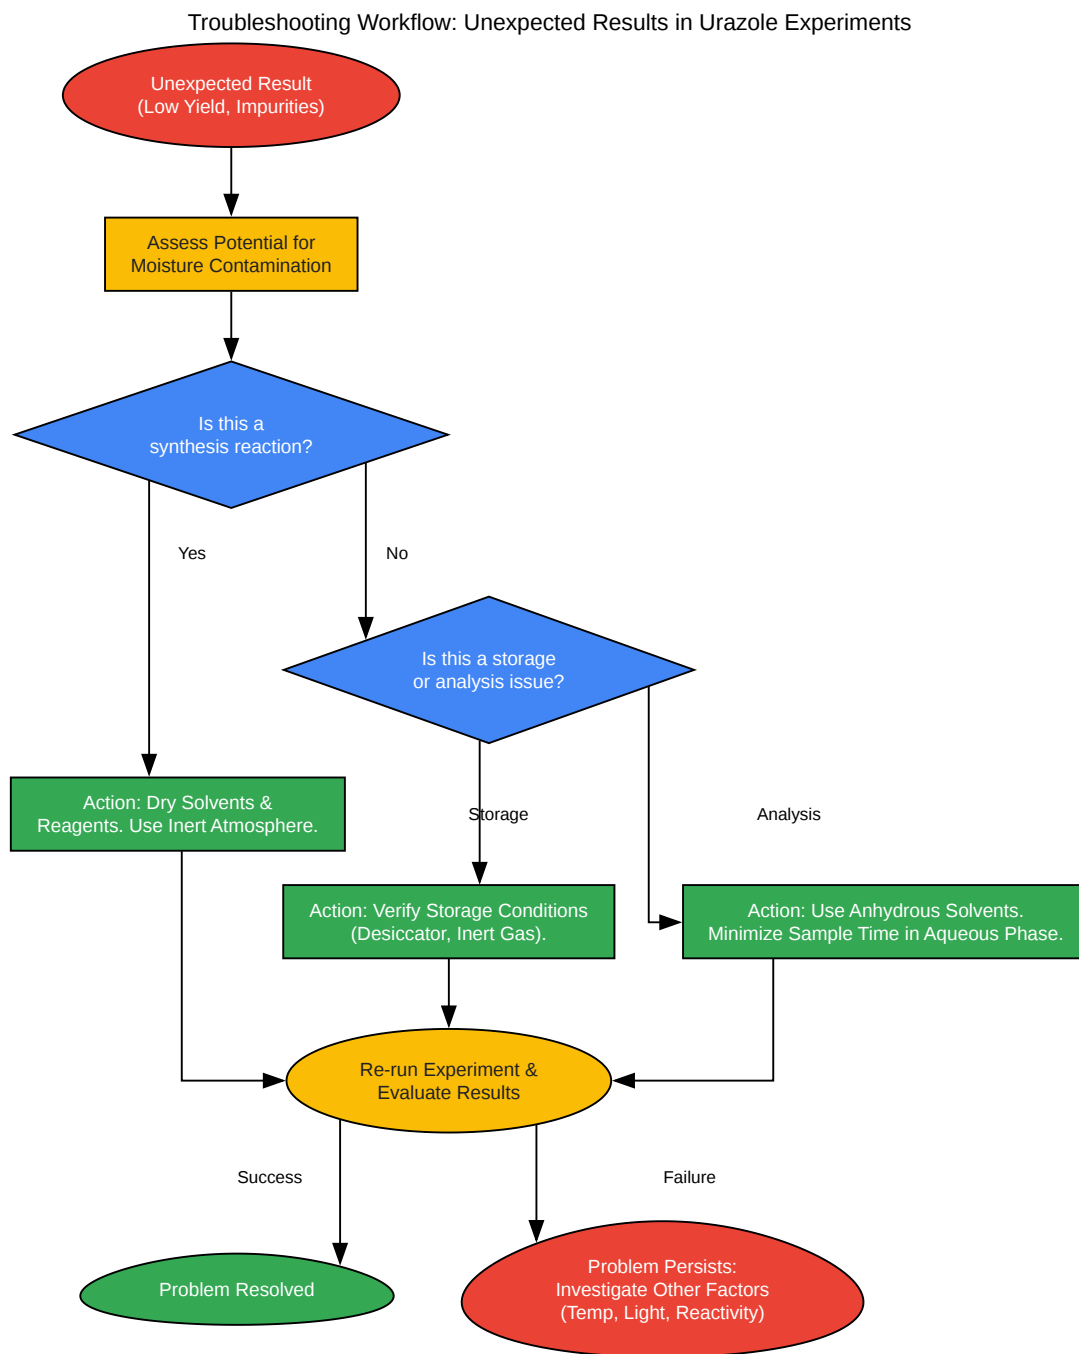 Troubleshooting Workflow: Unexpected Results in Urazole Experiments
Unexpected Result
(Low Yield, Impurities)
Assess Potential for
Moisture Contamination
Is this a
synthesis reaction?
Yes
No
Is this a storage
or analysis issue?
Action: Dry Solvents &
Reagents. Use Inert Atmosphere.
Storage
Analysis
Action: Verify Storage Conditions
(Desiccator, Inert Gas).
Action: Use Anhydrous Solvents.
Minimize Sample Time in Aqueous Phase.
Re-run Experiment &
Evaluate Results
Success
Failure
Problem Resolved
Problem Persists:
Investigate Other Factors
(Temp, Light, Reactivity)